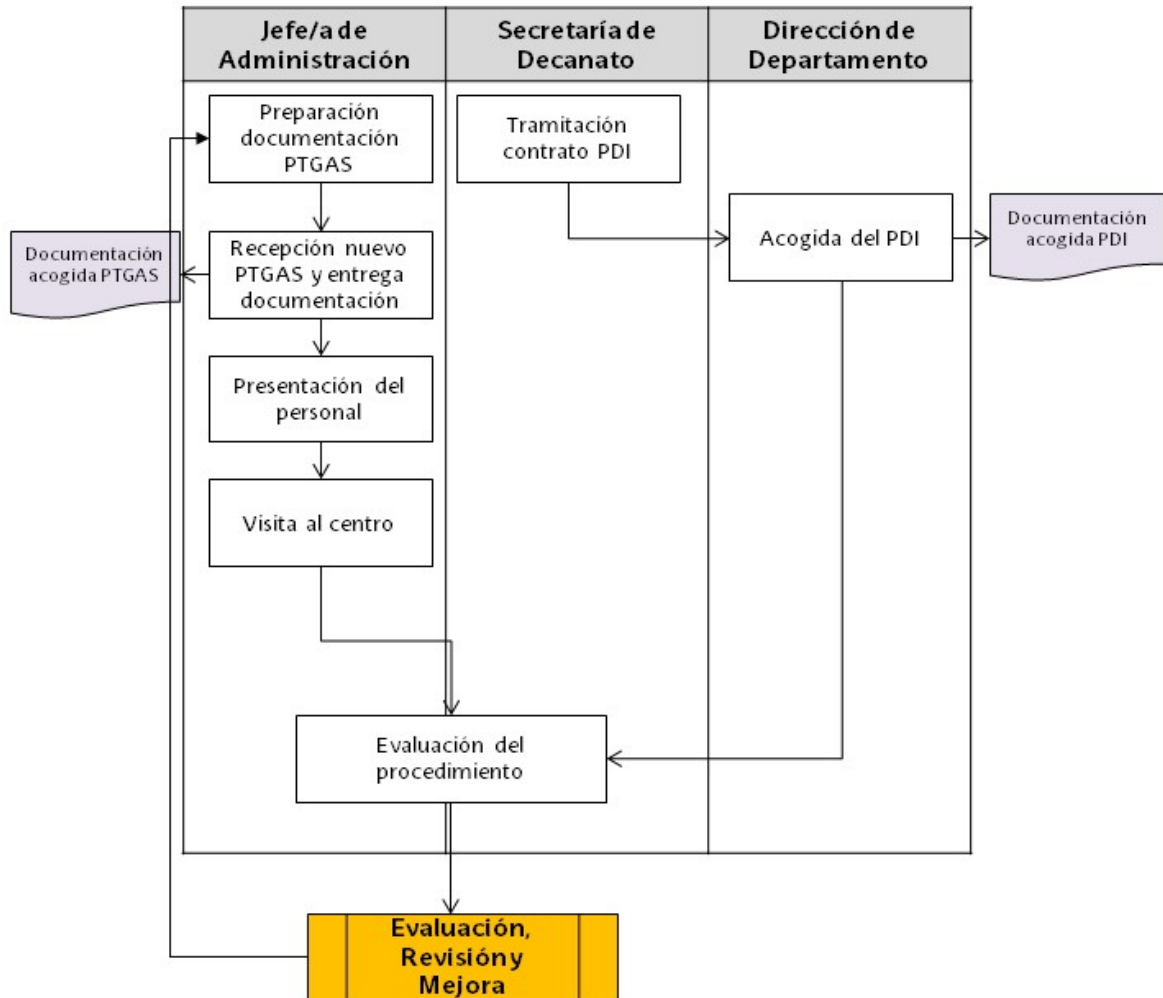 Jefe/a de
Administración
Secretaría de
Decanato
Dirección de
Departamento
Preparación
documentación
PTGAS
Tramitación
contrato PDI
Documentación
acogida PTGAS
Recepción nuevo
PTGAS y entrega
documentación
Acogida del PDI
Documentación
acogida PDI
Presentación del
personal
Visita al centro
Evaluación del
procedimiento
Evaluación,
Revisión y
Mejora